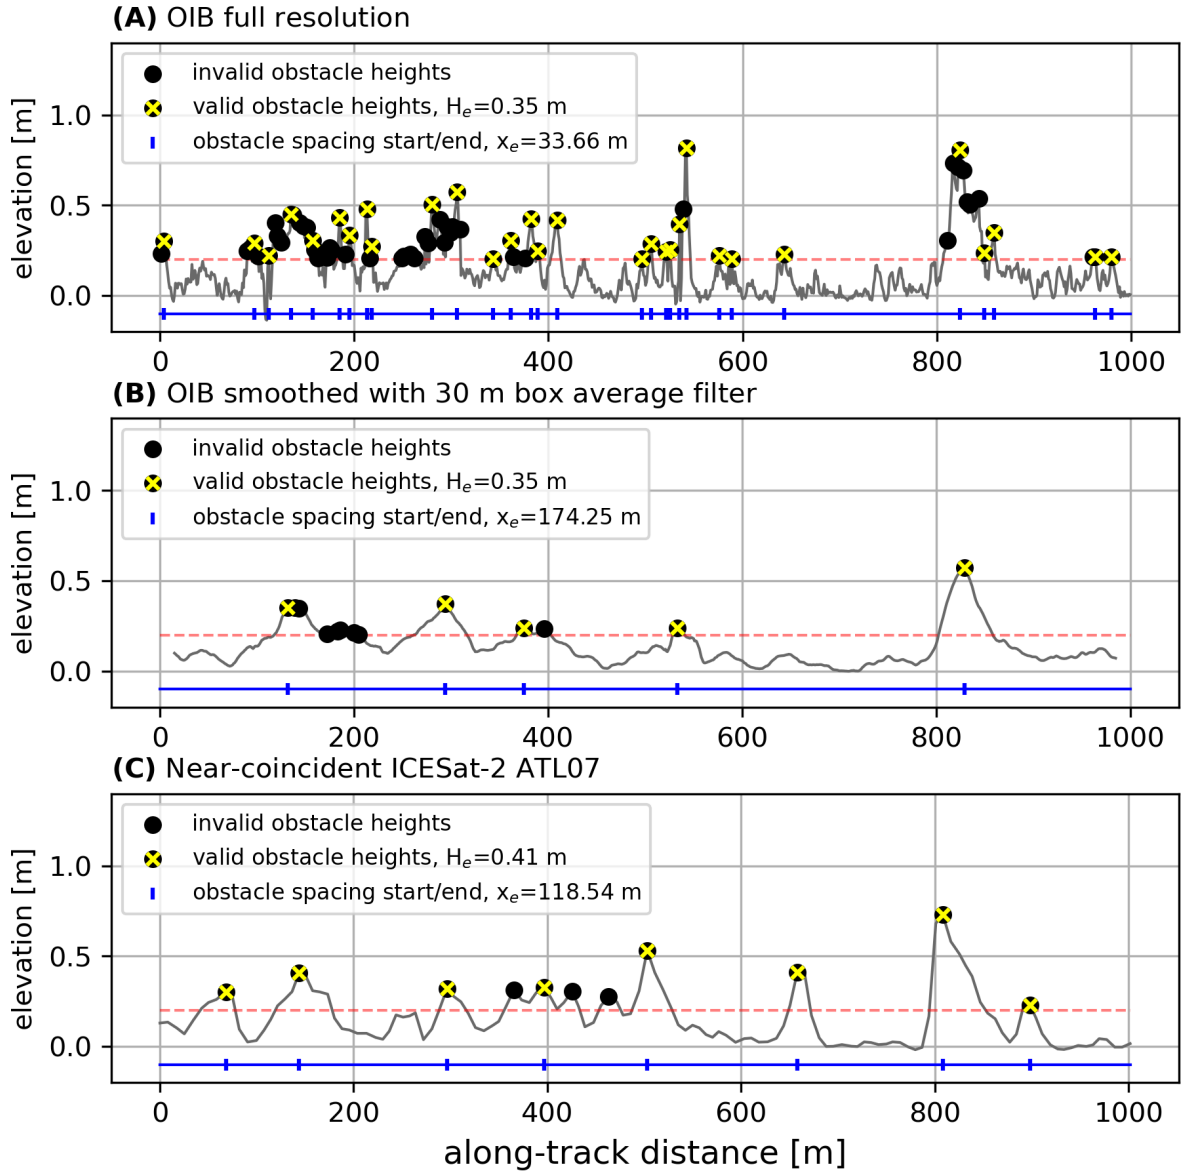 (A) OIB full resolution
invalid obstacle heights
valid obstacle heights, Hₑ=0.35 m
obstacle spacing start/end, xₑ=33.66 m
elevation [m]
1.0
0.5
0.0
0 200 400 600 800 1000
(B) OIB smoothed with 30 m box average filter
invalid obstacle heights
valid obstacle heights, Hₑ=0.35 m
obstacle spacing start/end, xₑ=174.25 m
elevation [m]
1.0
0.5
0.0
0 200 400 600 800 1000
(C) Near-coincident ICESat-2 ATL07
invalid obstacle heights
valid obstacle heights, Hₑ=0.41 m
obstacle spacing start/end, xₑ=118.54 m
elevation [m]
1.0
0.5
0.0
0 200 400 600 800 1000
along-track distance [m]